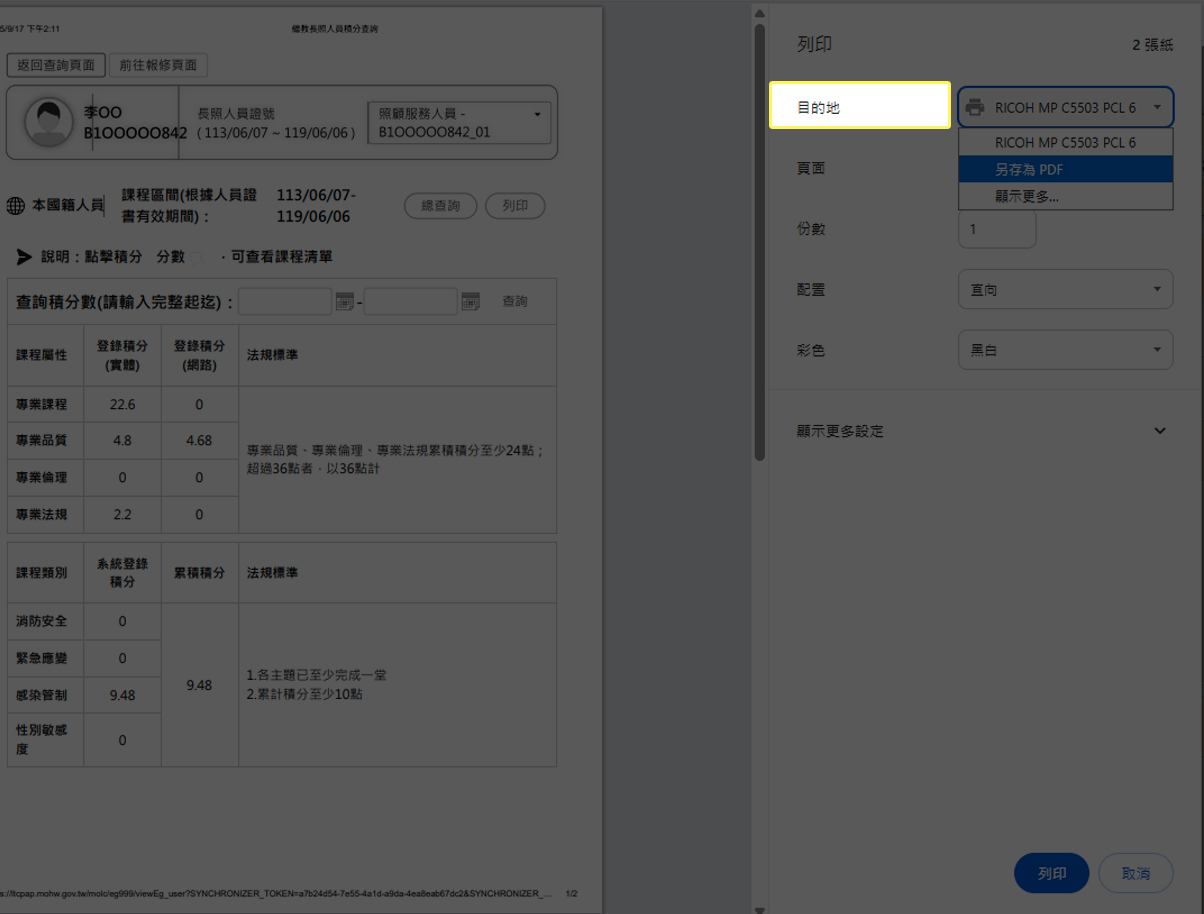 5/9/17 下午2:11
繼教長照人員積分查詢
返回查詢頁面 前往報修頁面
李OO
B1OOOOO842
長照人員證號
( 113/06/07 ~ 119/06/06 )
照顧服務人員 -
B1OOOOO842_01
本國籍人員
課程區間(根據人員證
書有效期間)：
113/06/07-
119/06/06
總查詢 列印
說明：點擊積分 分數 ，可查看課程清單
查詢積分數(請輸入完整起迄)： - 查詢
課程屬性 登錄積分(實體) 登錄積分(網路) 法規標準
專業課程 22.6 0
專業品質 4.8 4.68
專業倫理 0 0
專業法規 2.2 0
專業品質、專業倫理、專業法規累積積分至少24點；
超過36點者，以36點計
課程類別 系統登錄積分 累積積分 法規標準
消防安全 0
緊急應變 0
感染管制 9.48
性別敏感度 0
9.48
1.各主題已至少完成一堂
2.累計積分至少10點
s://ltcpap.mohw.gov.tw/molc/eg999/viewEg_user?SYNCHRONIZER_TOKEN=a7b24d54-7e55-4a1d-a9da-4ea8eab67dc2&SYNCHRONIZER_... 1/2
列印 2 張紙
目的地 RICOH MP C5503 PCL 6
RICOH MP C5503 PCL 6
另存為 PDF
顯示更多...
頁面
份數 1
配置 直向
彩色 黑白
顯示更多設定
列印 取消